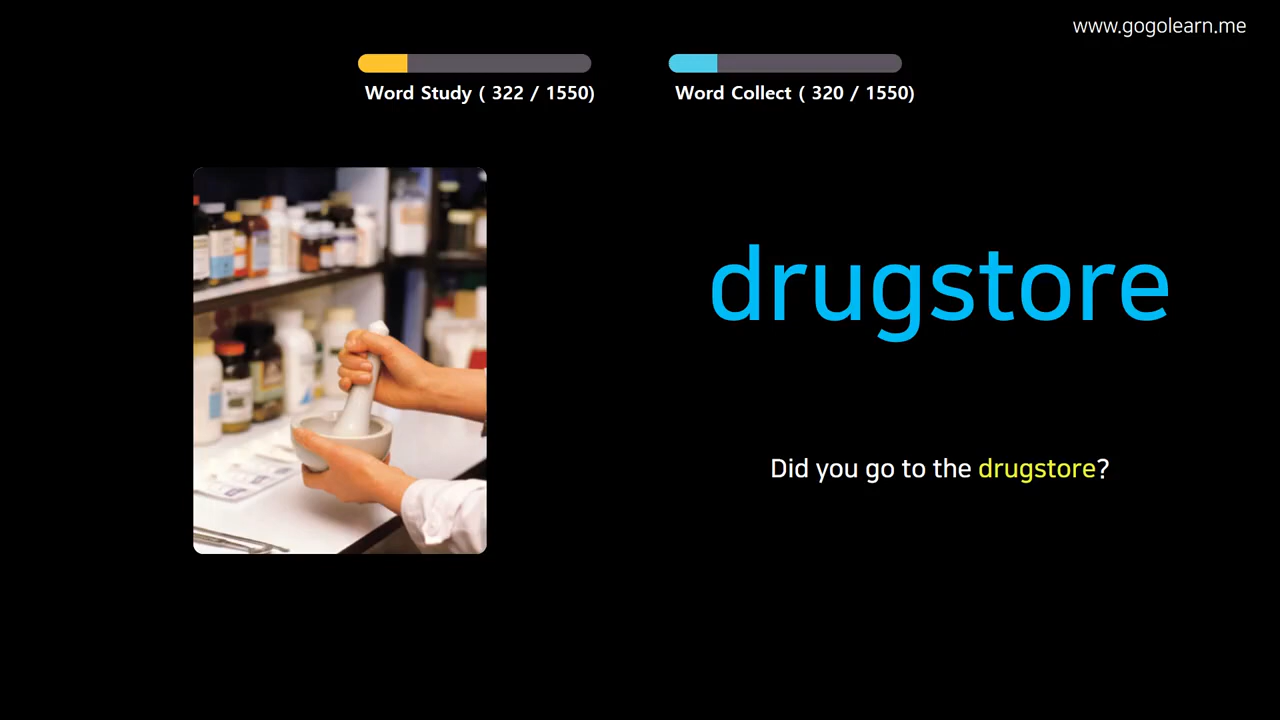 www.gogolearn.me
Word Study ( 322 / 1550)
Word Collect ( 320 / 1550)
drugstore
Did you go to the drugstore?